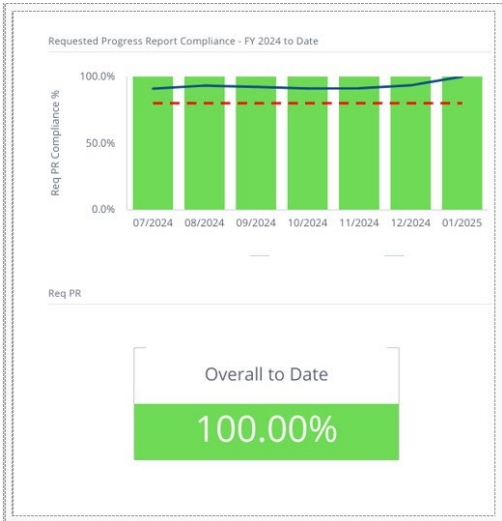 Requested Progress Report Compliance - FY 2024 to Date
Req PR Compliance %
100.0%
50.0%
0.0%
07/2024 08/2024 09/2024 10/2024 11/2024 12/2024 01/2025
Req PR
Overall to Date
100.00%